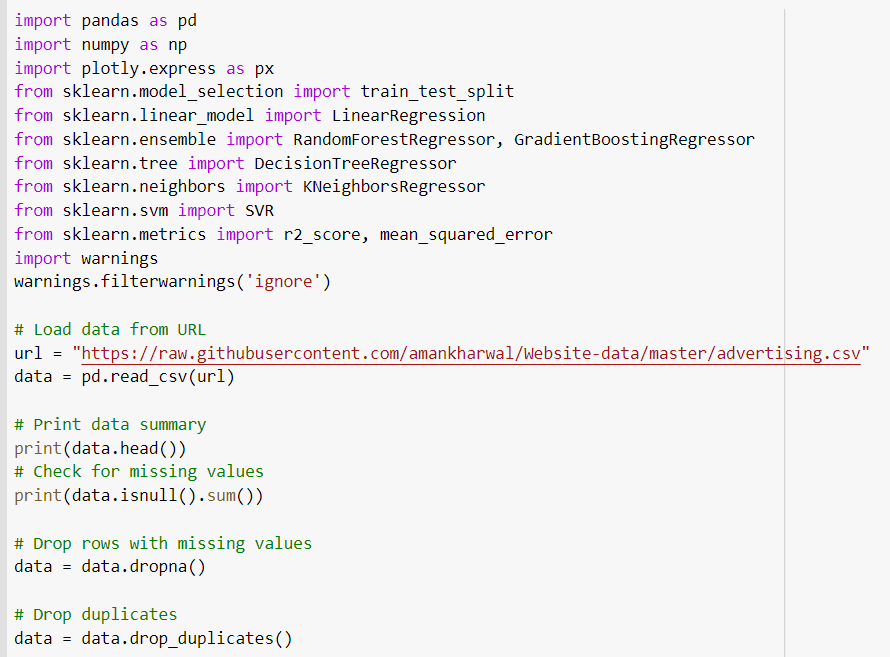 import pandas as pd
import numpy as np
import plotly.express as px
from sklearn.model_selection import train_test_split
from sklearn.linear_model import LinearRegression
from sklearn.ensemble import RandomForestRegressor, GradientBoostingRegressor
from sklearn.tree import DecisionTreeRegressor
from sklearn.neighbors import KNeighborsRegressor
from sklearn.svm import SVR
from sklearn.metrics import r2_score, mean_squared_error
import warnings
warnings.filterwarnings('ignore')
# Load data from URL
url = "https://raw.githubusercontent.com/amankharwal/Website-data/master/advertising.csv"
data = pd.read_csv(url)
# Print data summary
print(data.head())
# Check for missing values
print(data.isnull().sum())
# Drop rows with missing values
data = data.dropna()
# Drop duplicates
data = data.drop_duplicates()